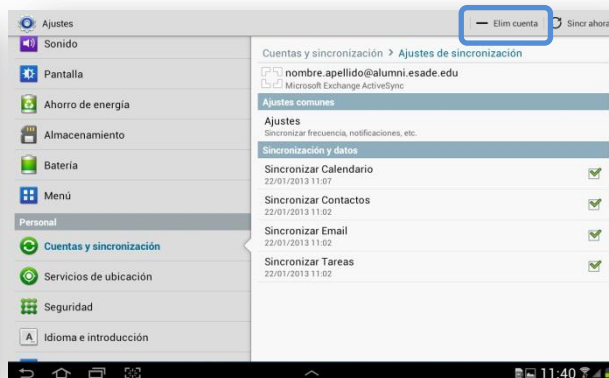 Ajustes
Elim cuenta
Sincr ahora
Sonido
Pantalla
Ahorro de energía
Almacenamiento
Batería
Menú
Personal
Cuentas y sincronización
Servicios de ubicación
Seguridad
A Idioma e introducción
Cuentas y sincronización > Ajustes de sincronización
nombre.apellido@alumni.esade.edu
Microsoft Exchange ActiveSync
Ajustes comunes
Ajustes
Sincronizar frecuencia, notificaciones, etc.
Sincronización y datos
Sincronizar Calendario
22/01/2013 11:07
Sincronizar Contactos
22/01/2013 11:02
Sincronizar Email
22/01/2013 11:02
Sincronizar Tareas
22/01/2013 11:02
11:40